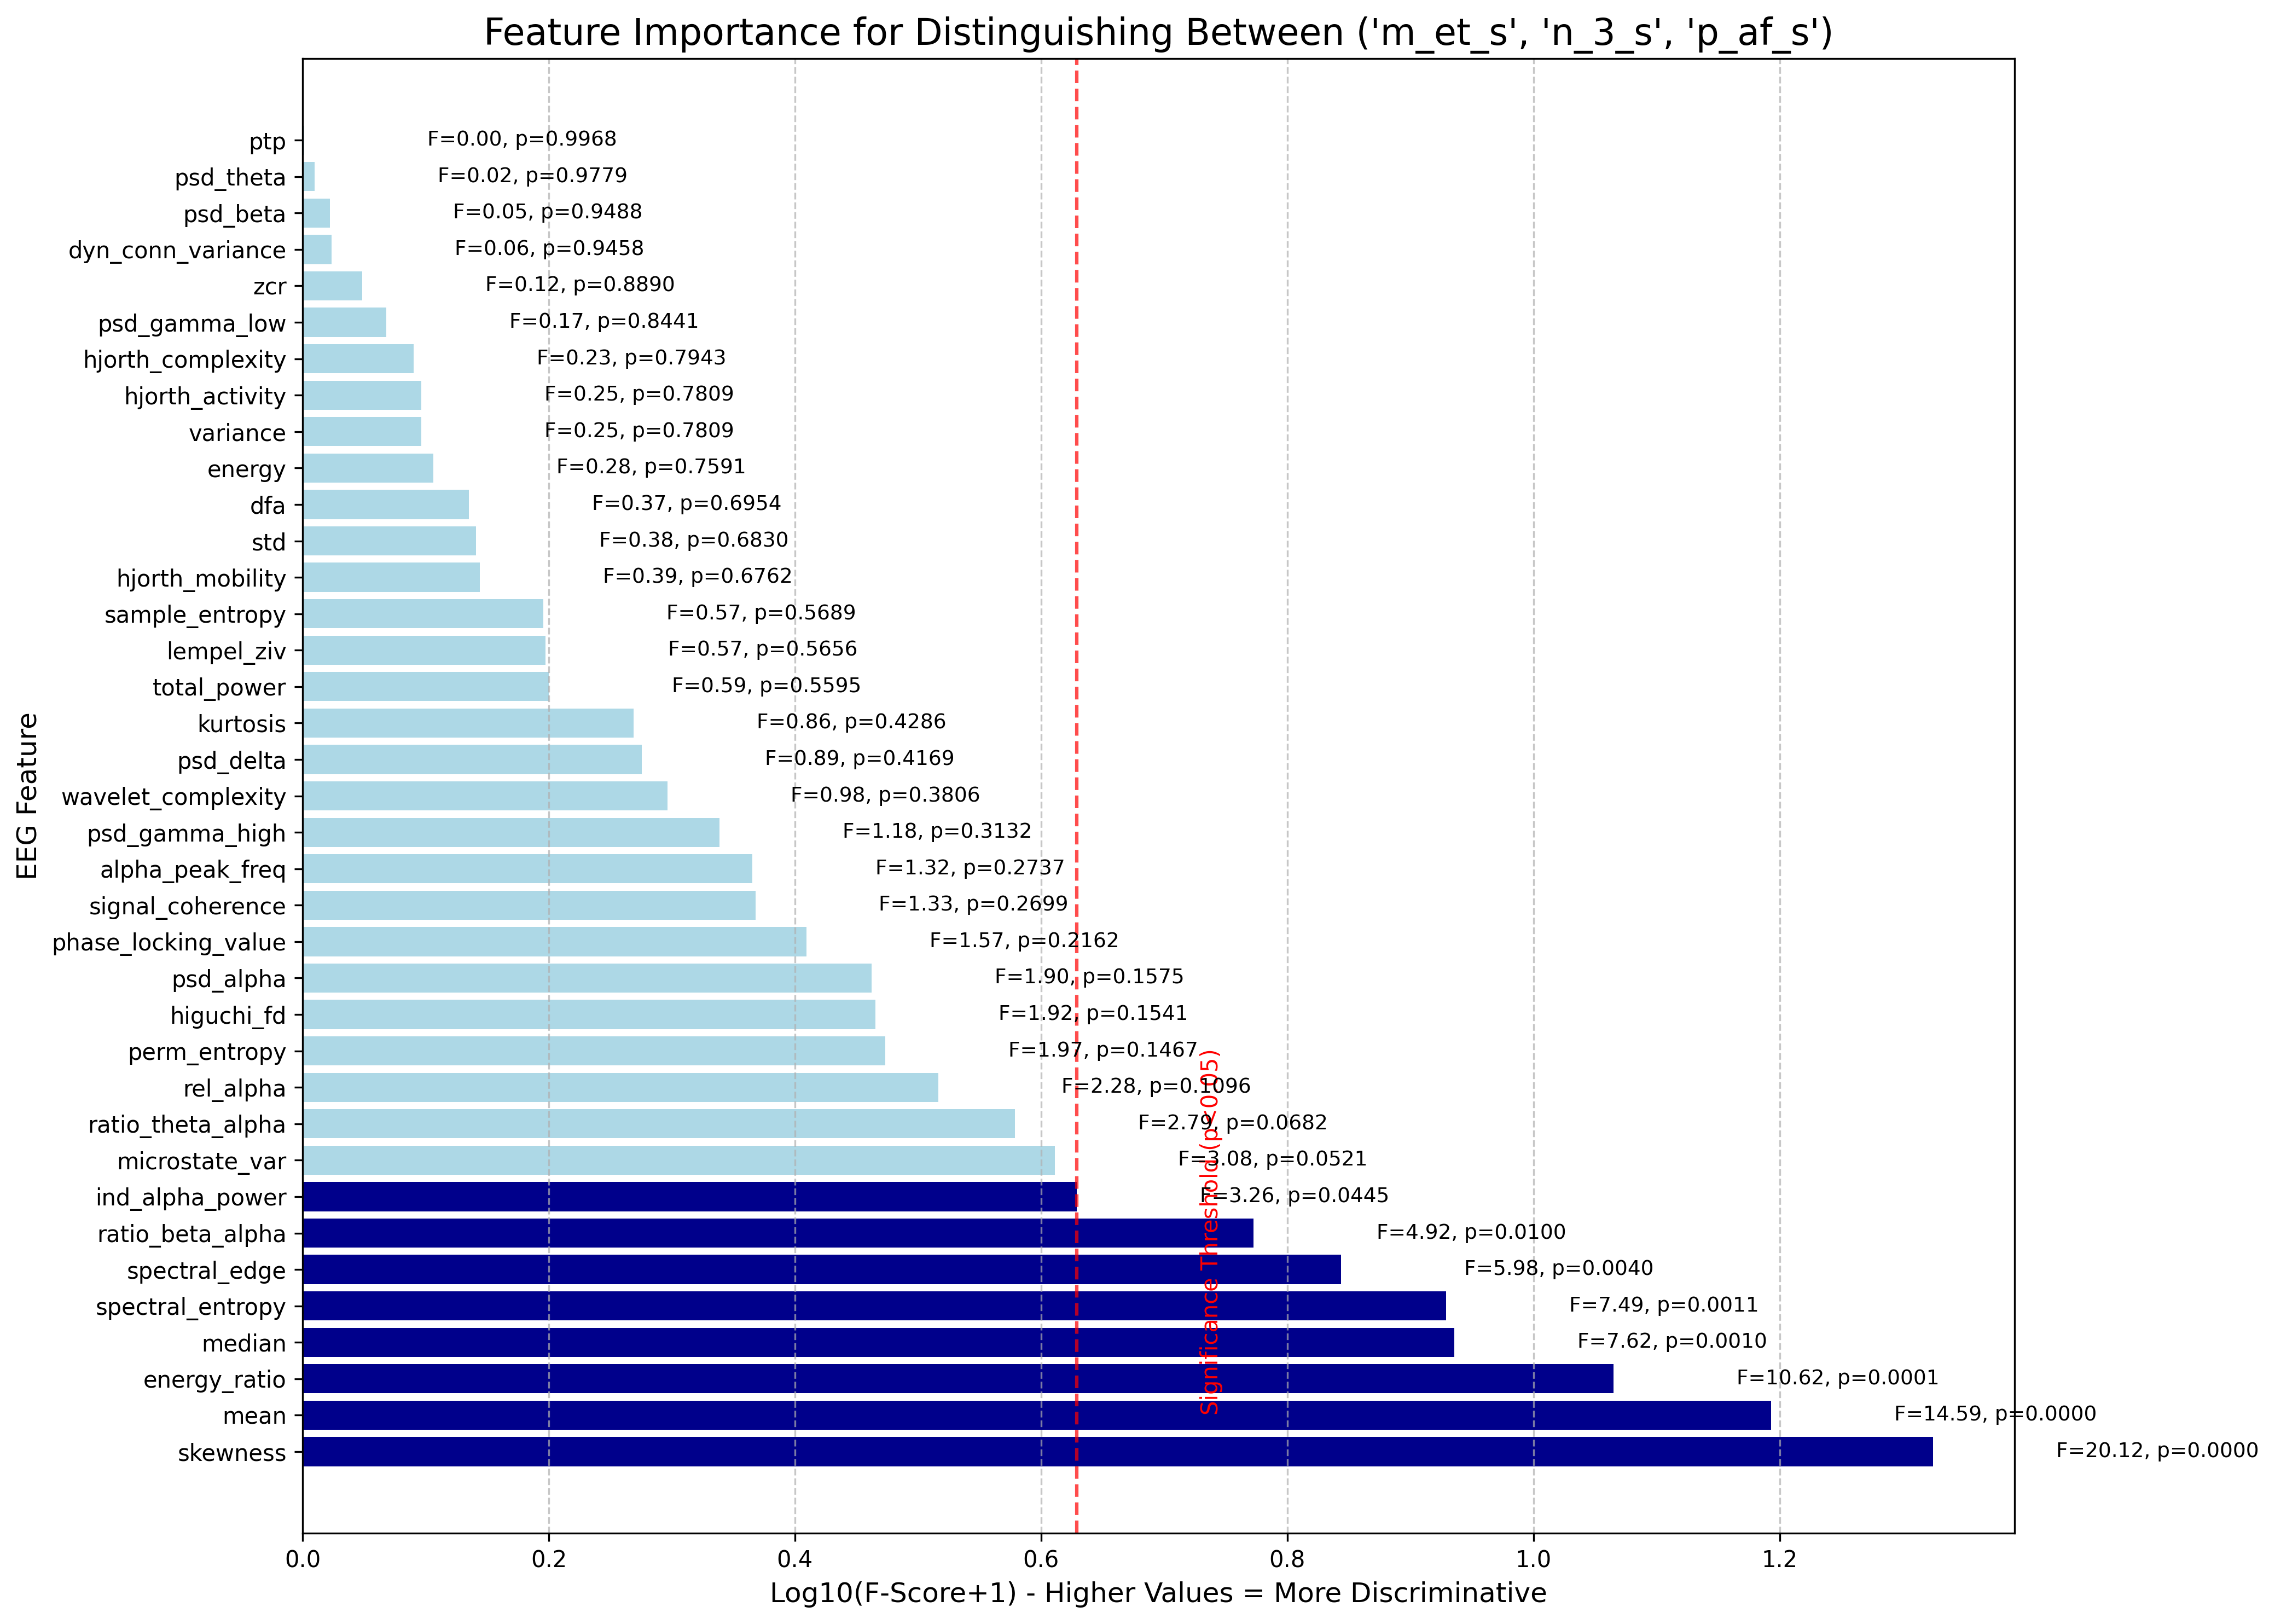 Feature Importance for Distinguishing Between ('m_et_s', 'n_3_s', 'p_af_s')
EEG Feature
ptp F=0.00, p=0.9968
psd_theta F=0.02, p=0.9779
psd_beta F=0.05, p=0.9488
dyn_conn_variance F=0.06, p=0.9458
zcr F=0.12, p=0.8890
psd_gamma_low F=0.17, p=0.8441
hjorth_complexity F=0.23, p=0.7943
hjorth_activity F=0.25, p=0.7809
variance F=0.25, p=0.7809
energy F=0.28, p=0.7591
dfa F=0.37, p=0.6954
std F=0.38, p=0.6830
hjorth_mobility F=0.39, p=0.6762
sample_entropy F=0.57, p=0.5689
lempel_ziv F=0.57, p=0.5656
total_power F=0.59, p=0.5595
kurtosis F=0.86, p=0.4286
psd_delta F=0.89, p=0.4169
wavelet_complexity F=0.98, p=0.3806
psd_gamma_high F=1.18, p=0.3132
alpha_peak_freq F=1.32, p=0.2737
signal_coherence F=1.33, p=0.2699
phase_locking_value F=1.57, p=0.2162
psd_alpha F=1.90, p=0.1575
higuchi_fd F=1.92, p=0.1541
perm_entropy F=1.97, p=0.1467
rel_alpha F=2.28, p=0.1096
ratio_theta_alpha F=2.79, p=0.0682
microstate_var F=3.08, p=0.0521
ind_alpha_power F=3.26, p=0.0445
ratio_beta_alpha F=4.92, p=0.0100
spectral_edge F=5.98, p=0.0040
spectral_entropy F=7.49, p=0.0011
median F=7.62, p=0.0010
energy_ratio F=10.62, p=0.0001
mean F=14.59, p=0.0000
skewness F=20.12, p=0.0000
Significance Threshold (p<0.05)
0.0 0.2 0.4 0.6 0.8 1.0 1.2
Log10(F-Score+1) - Higher Values = More Discriminative